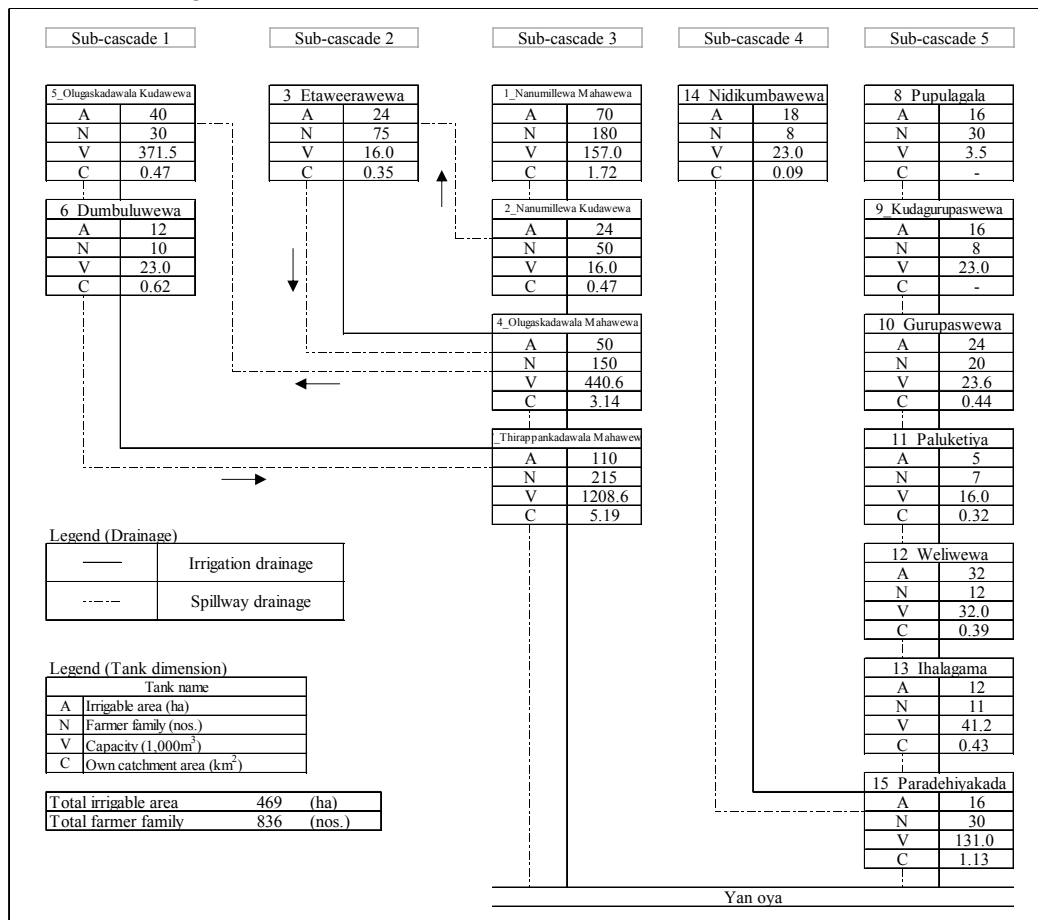 Sub-cascade 1 Sub-cascade 2 Sub-cascade 3 Sub-cascade 4 Sub-cascade 5
5_Olugaskadawala Kudawewa
A 40
N 30
V 371.5
C 0.47
6 Dumbuluwewa
A 12
N 10
V 23.0
C 0.62
3 Etaweerawewa
A 24
N 75
V 16.0
C 0.35
1_Nanumillewa Mahawewa
A 70
N 180
V 157.0
C 1.72
2_Nanumillewa Kudawewa
A 24
N 50
V 16.0
C 0.47
4_Olugaskadawala Mahawewa
A 50
N 150
V 440.6
C 3.14
_Thirappankadawala Mahawew
A 110
N 215
V 1208.6
C 5.19
14 Nidikumbawewa
A 18
N 8
V 23.0
C 0.09
8 Pupulagala
A 16
N 30
V 3.5
C -
9_Kudagurupaswewa
A 16
N 8
V 23.0
C -
10 Gurupaswewa
A 24
N 20
V 23.6
C 0.44
11 Paluketiya
A 5
N 7
V 16.0
C 0.32
12 Weliwewa
A 32
N 12
V 32.0
C 0.39
13 Ihalagama
A 12
N 11
V 41.2
C 0.43
15 Paradehiyakada
A 16
N 30
V 131.0
C 1.13
Legend (Drainage)
Irrigation drainage
Spillway drainage
Legend (Tank dimension)
Tank name
A Irrigable area (ha)
N Farmer family (nos.)
V Capacity (1,000m³)
C Own catchment area (km²)
Total irrigable area 469 (ha)
Total farmer family 836 (nos.)
Yan oya